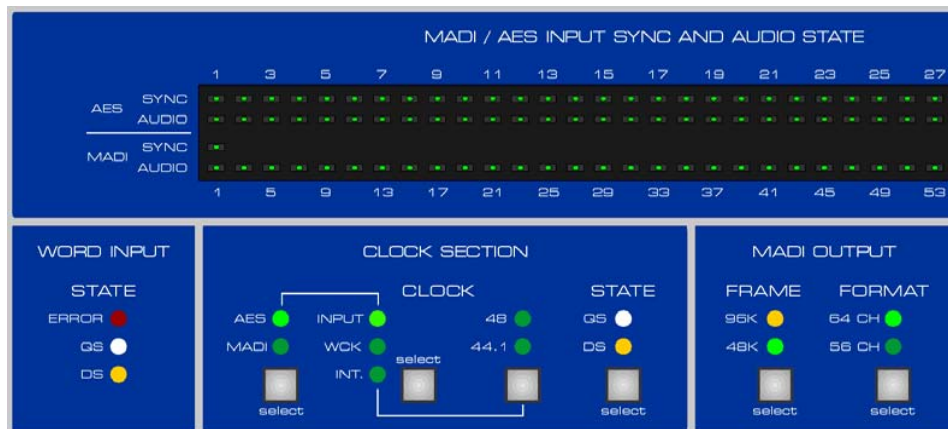 MADI / AES INPUT SYNC AND AUDIO STATE
1 3 5 7 9 11 13 15 17 19 21 23 25 27
AES SYNC
AUDIO
MADI SYNC
AUDIO
1 5 9 13 17 21 25 29 33 37 41 45 49 53
WORD INPUT
STATE
ERROR
QS
DS
CLOCK SECTION
CLOCK STATE
AES INPUT 48 QS
MADI WCK 44.1 DS
INT. select
select select
MADI OUTPUT
FRAME FORMAT
96K 64 CH
48K 56 CH
select select